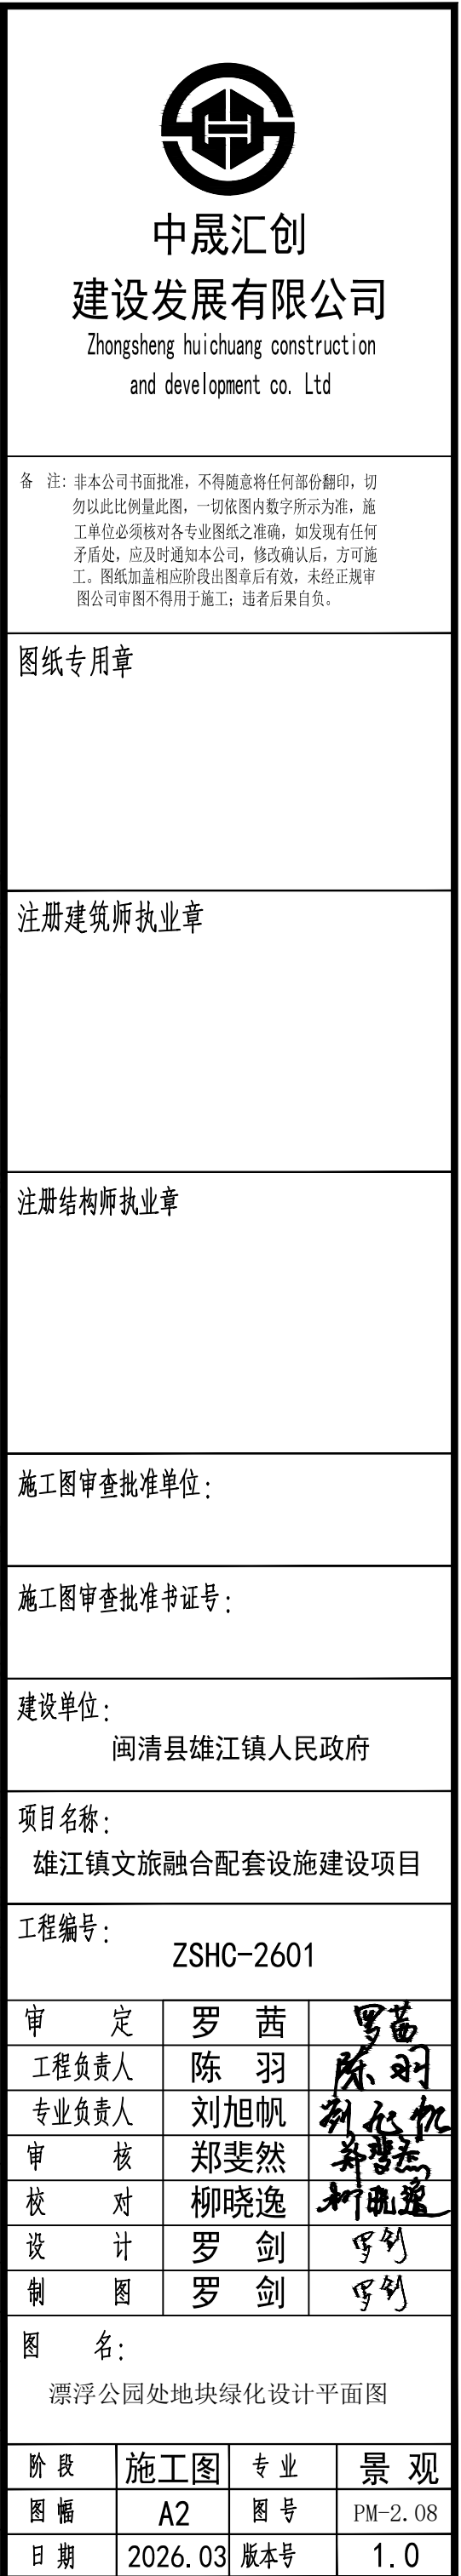 中晟汇创
建设发展有限公司
Zhongsheng huichuang construction
and development co. Ltd
备 注: 非本公司书面批准，不得随意将任何部份翻印，切
勿以此比例量此图，一切依图内数字所示为准，施
工单位必须核对各专业图纸之准确，如发现有任何
矛盾处，应及时通知本公司，修改确认后，方可施
工。图纸加盖相应阶段出图章后有效，未经正规审
图公司审图不得用于施工；违者后果自负。
图纸专用章
注册建筑师执业章
注册结构师执业章
施工图审查批准单位：
施工图审查批准书证号：
建设单位：
闽清县雄江镇人民政府
项目名称：
雄江镇文旅融合配套设施建设项目
工程编号：
ZSHC-2601
审 定 罗 茜 罗茜
工程负责人 陈 羽 陈羽
专业负责人 刘旭帆 刘旭帆
审 核 郑斐然 郑斐然
校 对 柳晓逸 柳晓逸
设 计 罗 剑 罗剑
制 图 罗 剑 罗剑
图 名：
漂浮公园处地块绿化设计平面图
阶 段 施工图 专 业 景 观
图 幅 A2 图 号 PM-2.08
日 期 2026.03 版本号 1.0